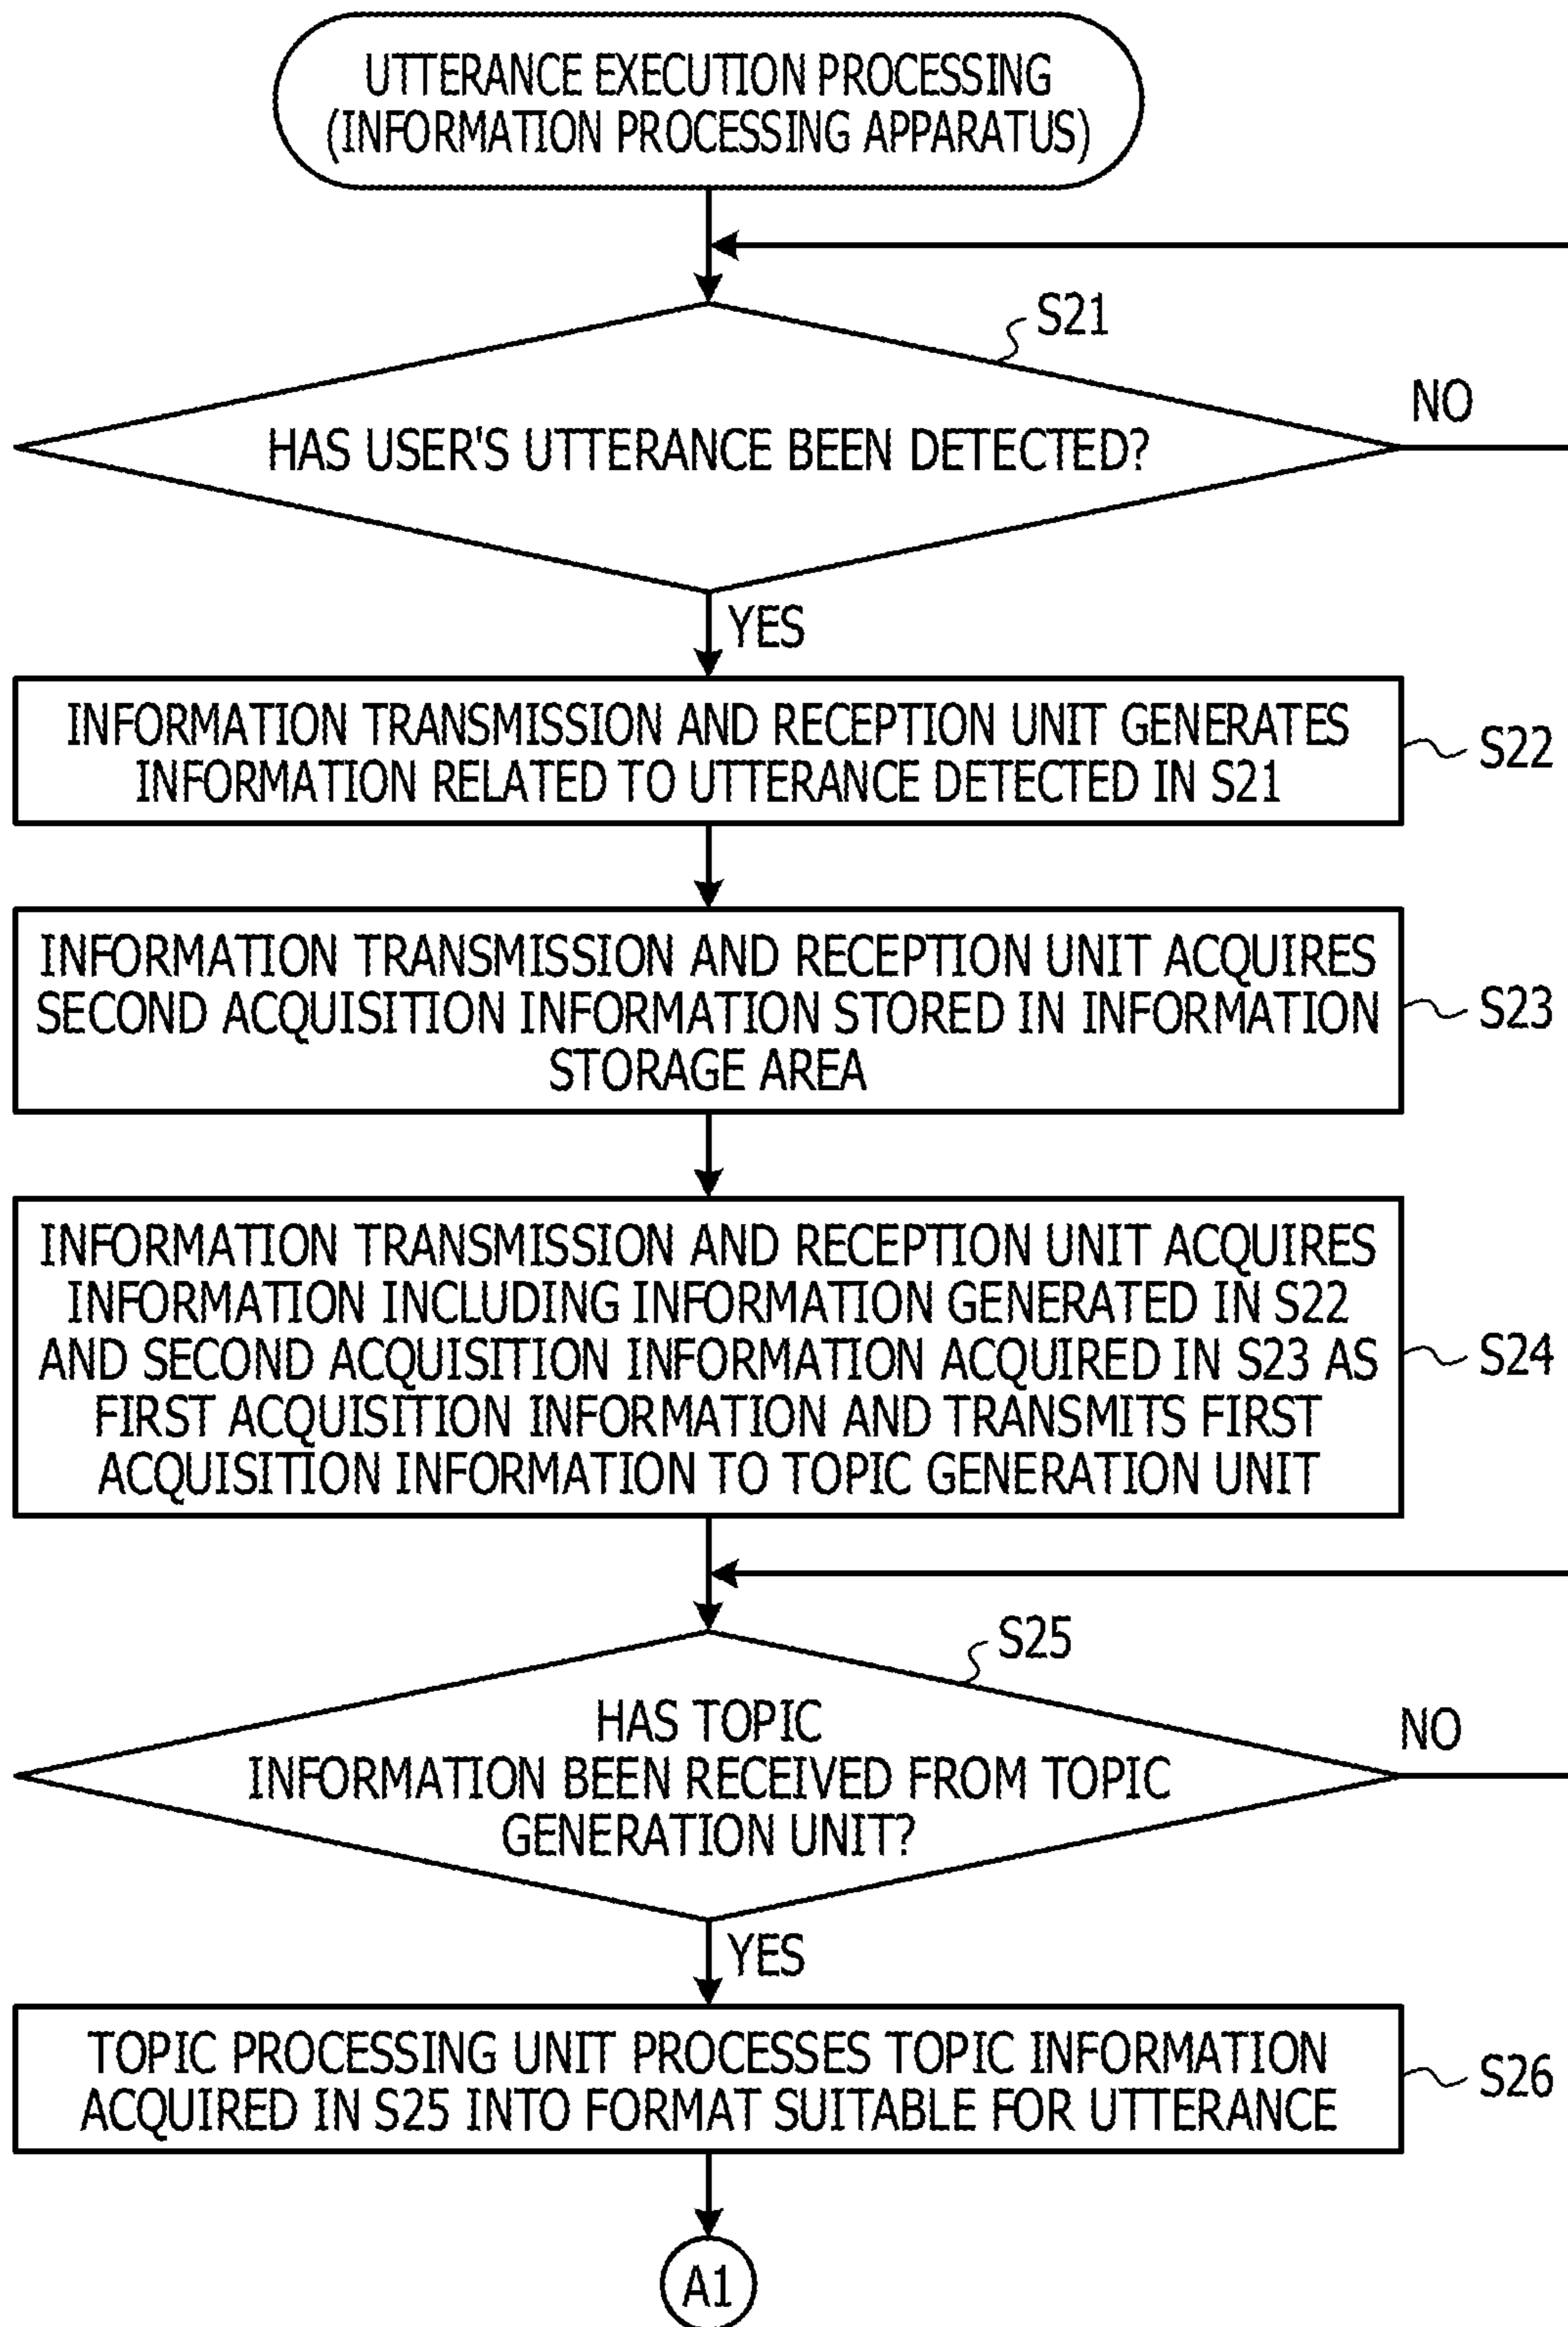 UTTERANCE EXECUTION PROCESSING
(INFORMATION PROCESSING APPARATUS)
S21
NO
HAS USER'S UTTERANCE BEEN DETECTED?
YES
INFORMATION TRANSMISSION AND RECEPTION UNIT GENERATES
INFORMATION RELATED TO UTTERANCE DETECTED IN S21
S22
INFORMATION TRANSMISSION AND RECEPTION UNIT ACQUIRES
SECOND ACQUISITION INFORMATION STORED IN INFORMATION
STORAGE AREA
S23
INFORMATION TRANSMISSION AND RECEPTION UNIT ACQUIRES
INFORMATION INCLUDING INFORMATION GENERATED IN S22
AND SECOND ACQUISITION INFORMATION ACQUIRED IN S23 AS
FIRST ACQUISITION INFORMATION AND TRANSMITS FIRST
ACQUISITION INFORMATION TO TOPIC GENERATION UNIT
S24
S25
NO
HAS TOPIC
INFORMATION BEEN RECEIVED FROM TOPIC
GENERATION UNIT?
YES
TOPIC PROCESSING UNIT PROCESSES TOPIC INFORMATION
ACQUIRED IN S25 INTO FORMAT SUITABLE FOR UTTERANCE
S26
A1